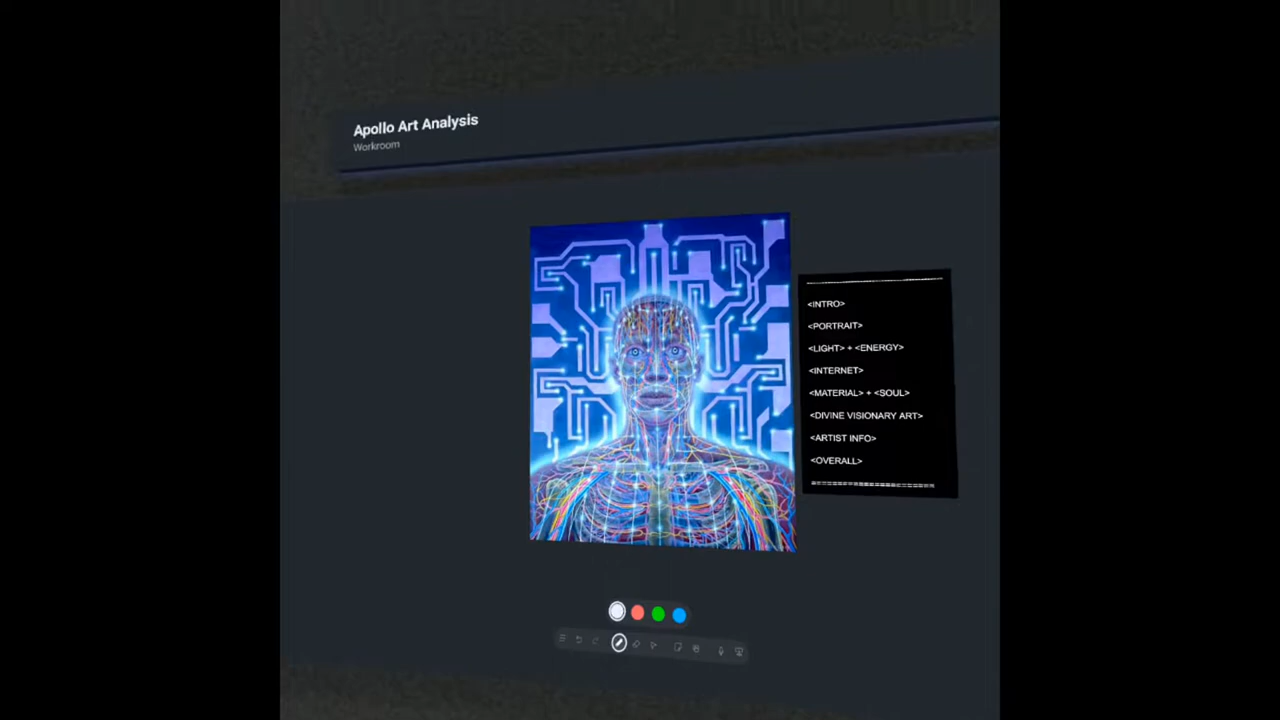 Apollo Art Analysis
Workroom
<INTRO>
<PORTRAIT>
<LIGHT> + <ENERGY>
<INTERNET>
<MATERIAL> + <SOUL>
<DIVINE VISIONARY ART>
<ARTIST INFO>
<OVERALL>